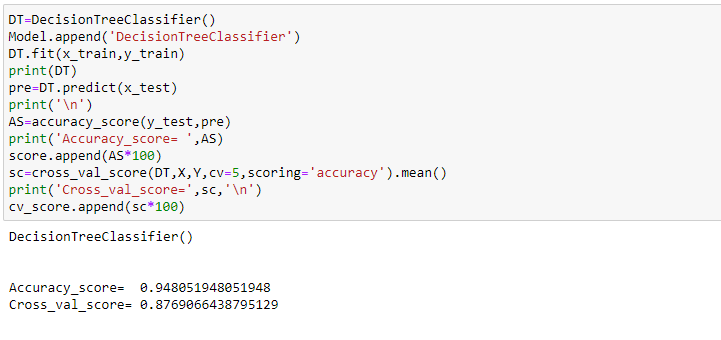 DT=DecisionTreeClassifier()
Model.append('DecisionTreeClassifier')
DT.fit(x_train,y_train)
print(DT)
pre=DT.predict(x_test)
print('\n')
AS=accuracy_score(y_test,pre)
print('Accuracy_score= ',AS)
score.append(AS*100)
sc=cross_val_score(DT,X,Y,cv=5,scoring='accuracy').mean()
print('Cross_val_score=',sc,'\n')
cv_score.append(sc*100)
DecisionTreeClassifier()
Accuracy_score=  0.948051948051948
Cross_val_score= 0.8769066438795129